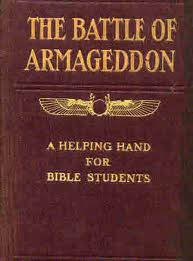 THE BATTLE OF
ARMAGEDDON
A HELPING HAND
FOR
BIBLE STUDENTS